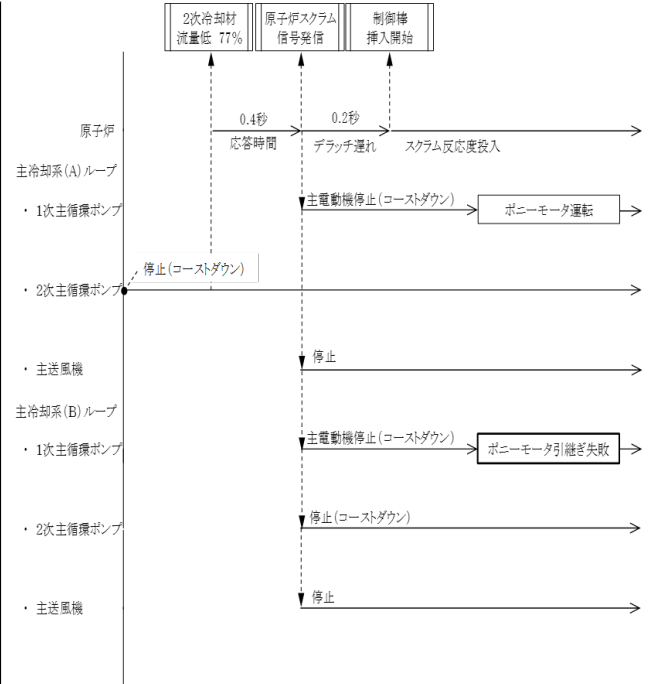 2次冷却材
流量低 77%
原子炉スクラム
信号発信
制御棒
挿入開始
0.4秒
0.2秒
原子炉
応答時間
デラッチ遅れ
スクラム反応度投入
主冷却系(A)ループ
・ 1次主循環ポンプ
主電動機停止(コーストダウン)
ポニーモータ運転
停止(コーストダウン)
・ 2次主循環ポンプ
・ 主送風機
停止
主冷却系(B)ループ
・ 1次主循環ポンプ
主電動機停止(コーストダウン)
ポニーモータ引継ぎ失敗
・ 2次主循環ポンプ
停止(コーストダウン)
・ 主送風機
停止